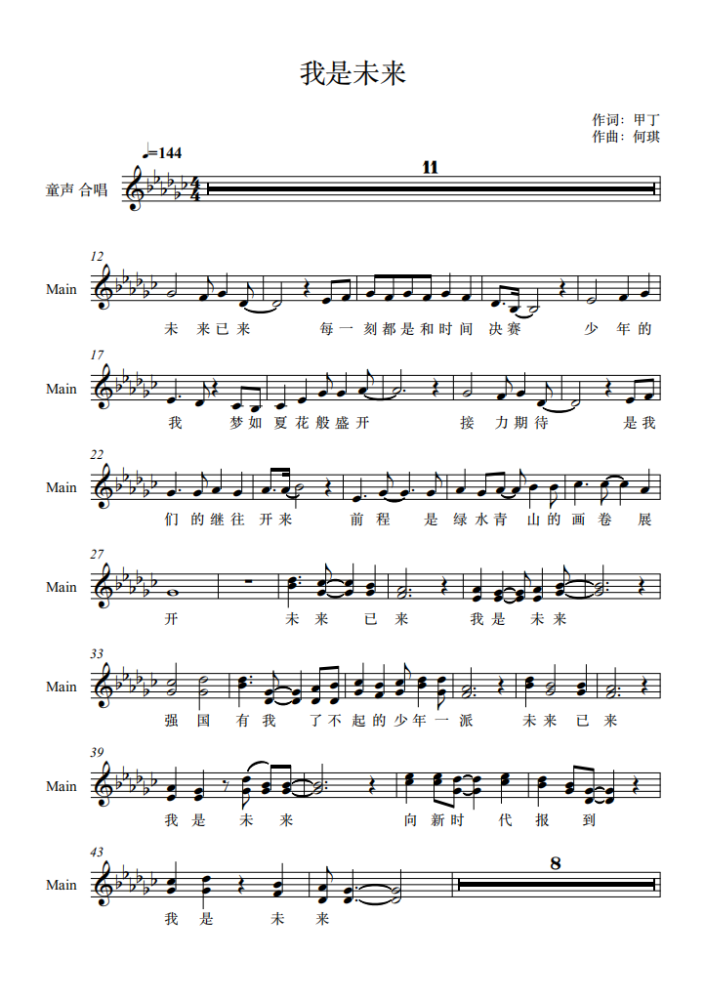 我是未来
作词：甲丁
作曲：何琪
♩=144
童声 合唱
11
12
Main
未 来已来 每一 刻都是和时间 决赛 少 年的
17
Main
我 梦如 夏花般盛开 接 力期待 是我
22
Main
们 的继往 开来 前 程 是 绿水青 山的 画 卷 展
27
Main
开 未 来 已 来 我是 未来
33
Main
强 国 有我 了不 起的少年一派 未来 已 来
39
Main
我 是 未 来 向 新时 代 报 到
43
8
Main
我 是 未 来